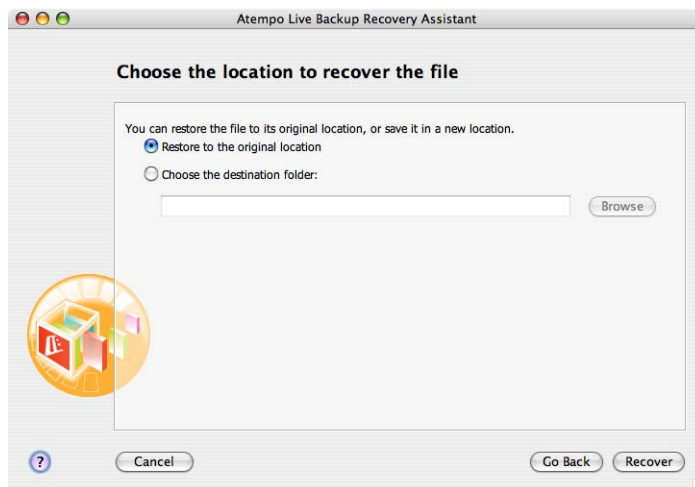 Atempo Live Backup Recovery Assistant
Choose the location to recover the file
You can restore the file to its original location, or save it in a new location.
Restore to the original location
Choose the destination folder:
Browse
?
Cancel
Go Back
Recover